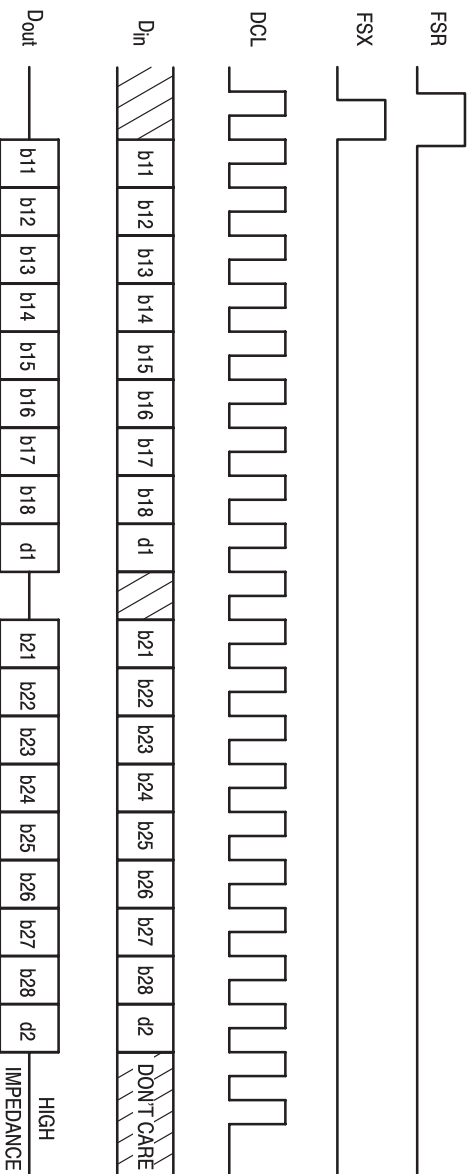 FSR
FSX
DCL
Din
b11 b12 b13 b14 b15 b16 b17 b18 d1 b21 b22 b23 b24 b25 b26 b27 b28 d2 DON'T CARE
Dout
b11 b12 b13 b14 b15 b16 b17 b18 d1 b21 b22 b23 b24 b25 b26 b27 b28 d2
HIGH
IMPEDANCE